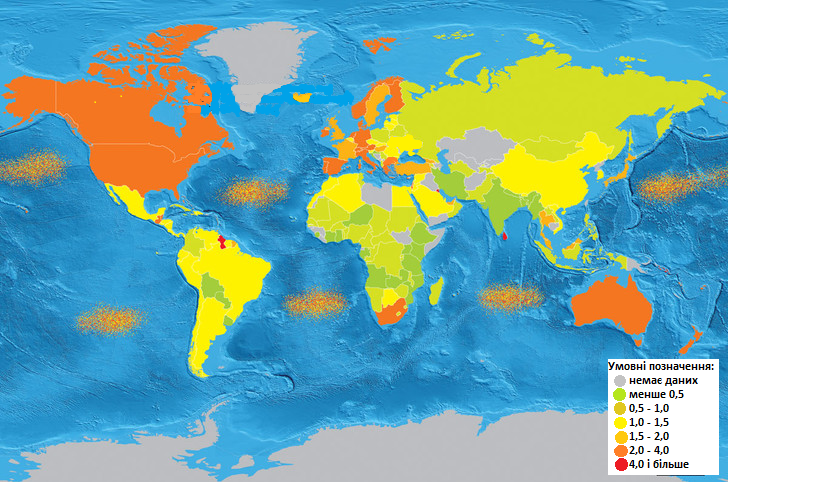 Умовні позначення:
немає даних
менше 0,5
0,5 - 1,0
1,0 - 1,5
1,5 - 2,0
2,0 - 4,0
4,0 і більше